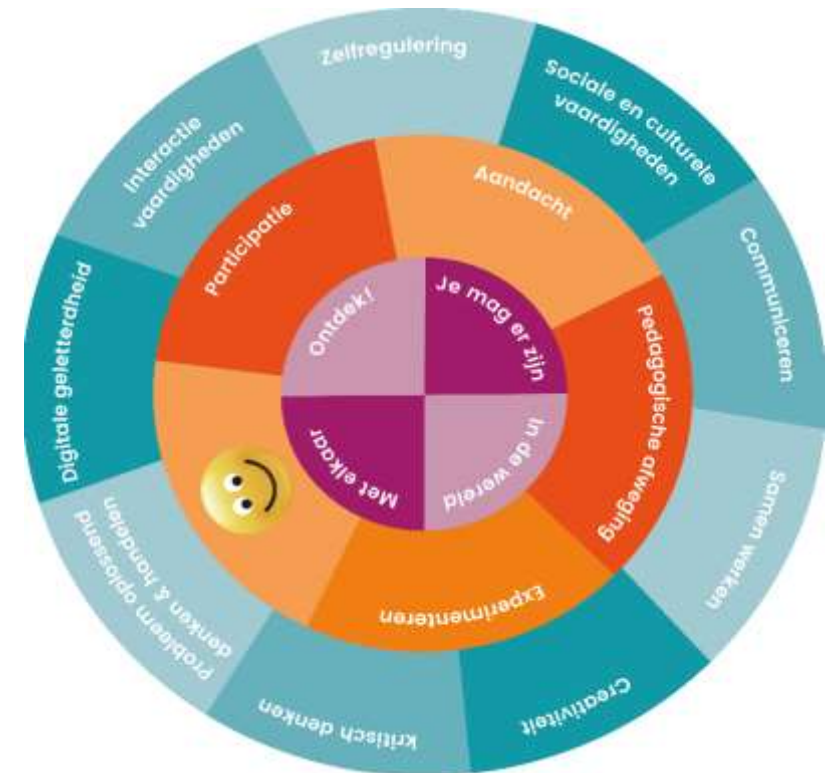 Zelfregulering
Sociale en culturele
vaardigheden
Communiceren
Samen werken
Creativiteit
kritisch denken
Probleem oplossend
denken & handelen
Digitale geletterdheid
Interactie
vaardigheden
Aandacht
Pedagogische afweging
Experimenteren
Participatie
Je mag er zijn
In de wereld
Met elkaar
Ontdek!